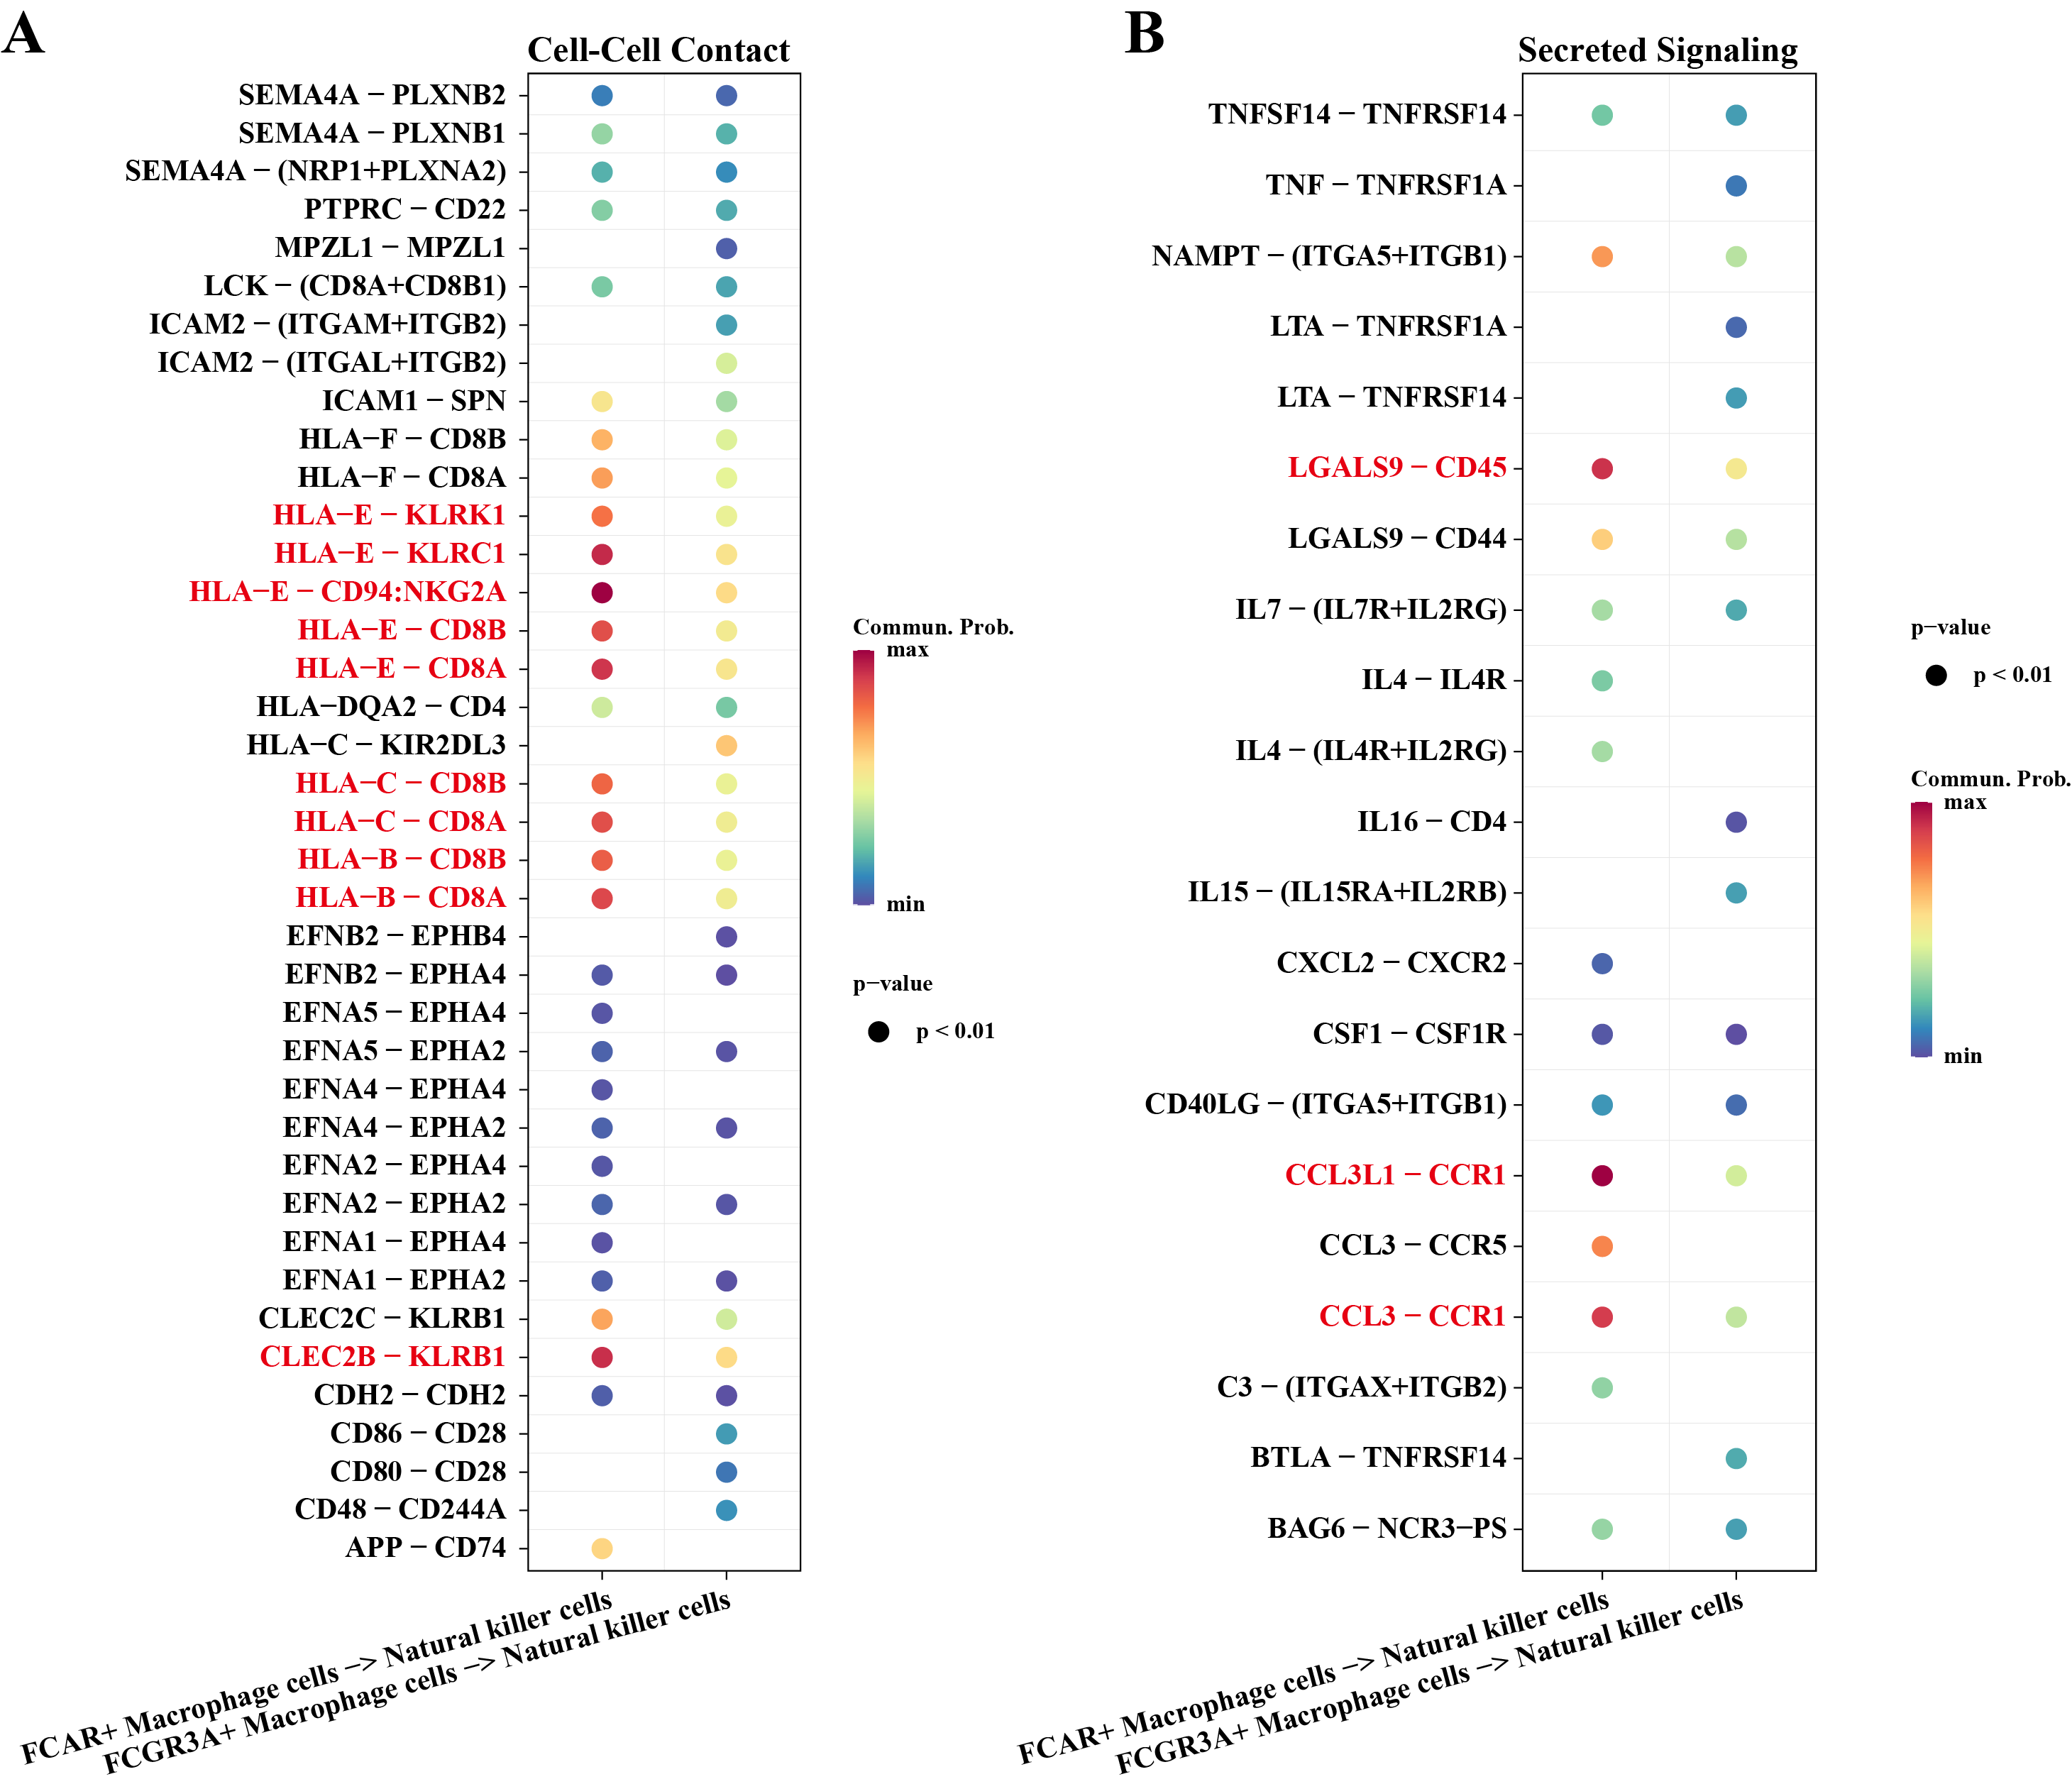 A
Cell-Cell Contact
SEMA4A − PLXNB2
SEMA4A − PLXNB1
SEMA4A − (NRP1+PLXNA2)
PTPRC − CD22
MPZL1 − MPZL1
LCK − (CD8A+CD8B1)
ICAM2 − (ITGAM+ITGB2)
ICAM2 − (ITGAL+ITGB2)
ICAM1 − SPN
HLA−F − CD8B
HLA−F − CD8A
HLA−E − KLRK1
HLA−E − KLRC1
HLA−E − CD94:NKG2A
HLA−E − CD8B
HLA−E − CD8A
HLA−DQA2 − CD4
HLA−C − KIR2DL3
HLA−C − CD8B
HLA−C − CD8A
HLA−B − CD8B
HLA−B − CD8A
EFNB2 − EPHB4
EFNB2 − EPHA4
EFNA5 − EPHA4
EFNA5 − EPHA2
EFNA4 − EPHA4
EFNA4 − EPHA2
EFNA2 − EPHA4
EFNA2 − EPHA2
EFNA1 − EPHA4
EFNA1 − EPHA2
CLEC2C − KLRB1
CLEC2B − KLRB1
CDH2 − CDH2
CD86 − CD28
CD80 − CD28
CD48 − CD244A
APP − CD74
FCAR+ Macrophage cells −> Natural killer cells
FCGR3A+ Macrophage cells −> Natural killer cells
Commun. Prob.
max
min
p−value
p < 0.01
B
Secreted Signaling
TNFSF14 − TNFRSF14
TNF − TNFRSF1A
NAMPT − (ITGA5+ITGB1)
LTA − TNFRSF1A
LTA − TNFRSF14
LGALS9 − CD45
LGALS9 − CD44
IL7 − (IL7R+IL2RG)
IL4 − IL4R
IL4 − (IL4R+IL2RG)
IL16 − CD4
IL15 − (IL15RA+IL2RB)
CXCL2 − CXCR2
CSF1 − CSF1R
CD40LG − (ITGA5+ITGB1)
CCL3L1 − CCR1
CCL3 − CCR5
CCL3 − CCR1
C3 − (ITGAX+ITGB2)
BTLA − TNFRSF14
BAG6 − NCR3−PS
FCAR+ Macrophage cells −> Natural killer cells
FCGR3A+ Macrophage cells −> Natural killer cells
p−value
p < 0.01
Commun. Prob.
max
min